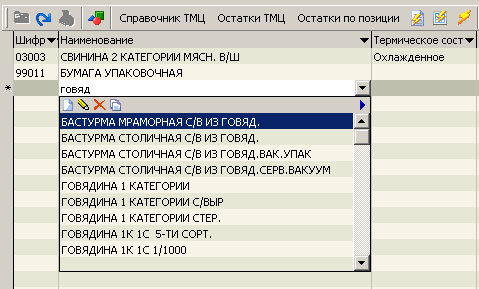 Справочник ТМЦ Остатки ТМЦ Остатки по позиции
Шифр Наименование Термическое сост
03003 СВИНИНА 2 КАТЕГОРИИ МЯСН. В/Ш Охлажденное
99011 БУМАГА УПАКОВОЧНАЯ
* говяд
БАСТУРМА МРАМОРНАЯ С/В ИЗ ГОВЯД.
БАСТУРМА СТОЛИЧНАЯ С/В ИЗ ГОВЯД.
БАСТУРМА СТОЛИЧНАЯ С/В ИЗ ГОВЯД.ВАК.УПАК
БАСТУРМА СТОЛИЧНАЯ С/В ИЗ ГОВЯД.СЕРВ.ВАКУУМ
ГОВЯДИНА 1 КАТЕГОРИИ
ГОВЯДИНА 1 КАТЕГОРИИ С/ВЫР
ГОВЯДИНА 1 КАТЕГОРИИ СТЕР.
ГОВЯДИНА 1К 1С 5-ТИ СОРТ.
ГОВЯДИНА 1К 1С 1/1000